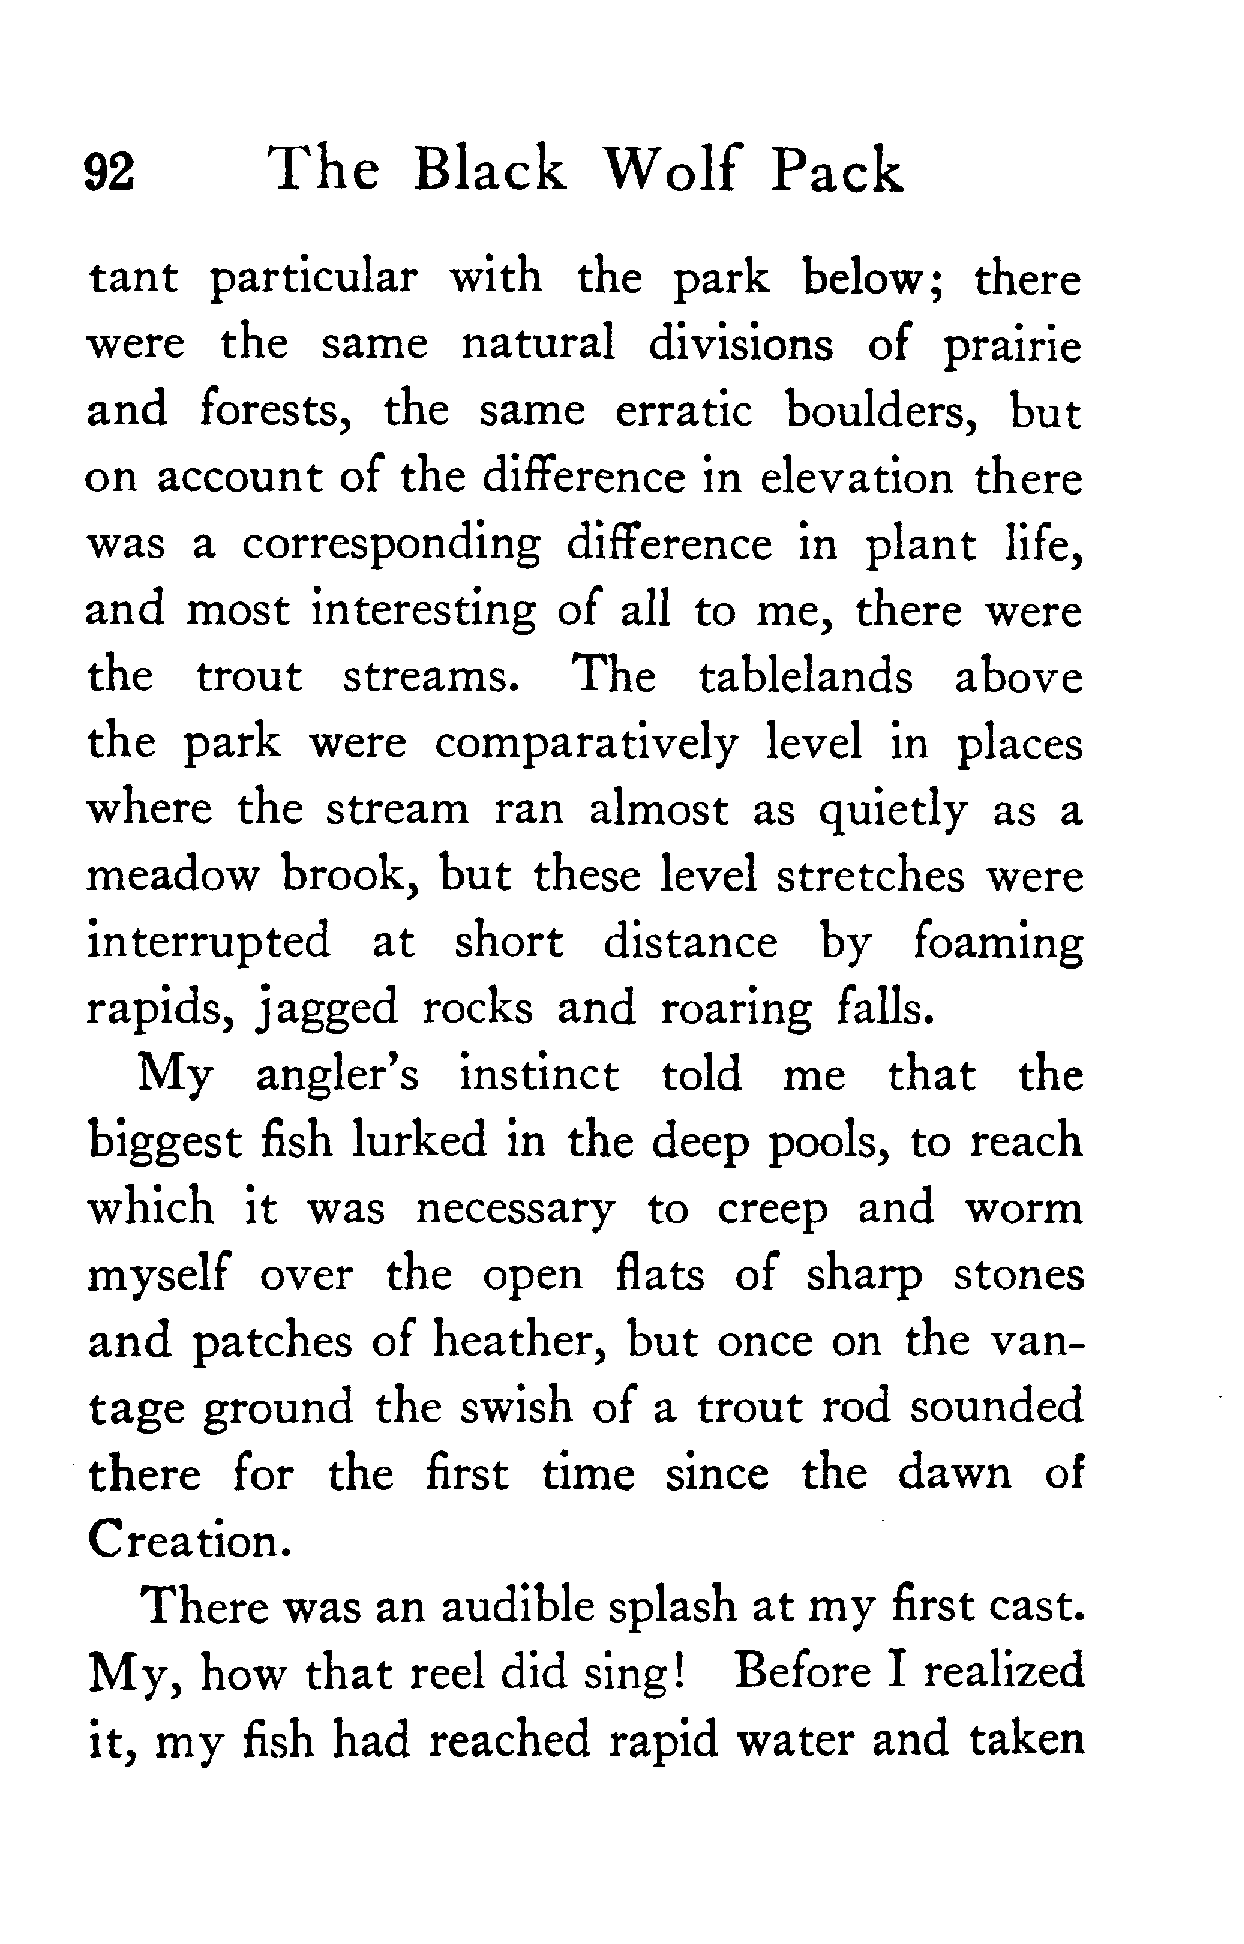 92 The Black Wolf Pack
tant particular with the park below; there
were the same natural divisions of prairie
and forests, the same erratic boulders, but
on account of the difference in elevation there
was a corresponding difference in plant life,
and most interesting of all to me, there were
the trout streams. The tablelands above
the park were comparatively level in places
where the stream ran almost as quietly as a
meadow brook, but these level stretches were
interrupted at short distance by foaming
rapids, jagged rocks and roaring falls.
My angler's instinct told me that the
biggest fish lurked in the deep pools, to reach
which it was necessary to creep and worm
myself over the open flats of sharp stones
and patches of heather, but once on the van-
tage ground the swish of a trout rod sounded
there for the first time since the dawn of
Creation.
There was an audible splash at my first cast.
My, how that reel did sing! Before I realized
it, my fish had reached rapid water and taken